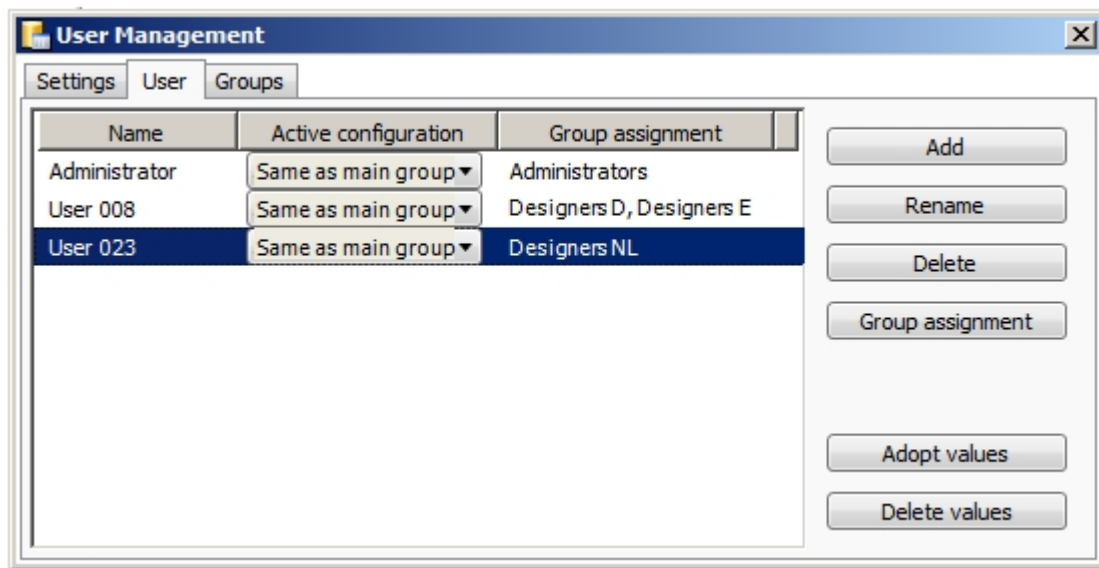 User Management
Settings User Groups
Name Active configuration Group assignment
Administrator Same as main group Administrators
User 008 Same as main group Designers D, Designers E
User 023 Same as main group Designers NL
Add
Rename
Delete
Group assignment
Adopt values
Delete values